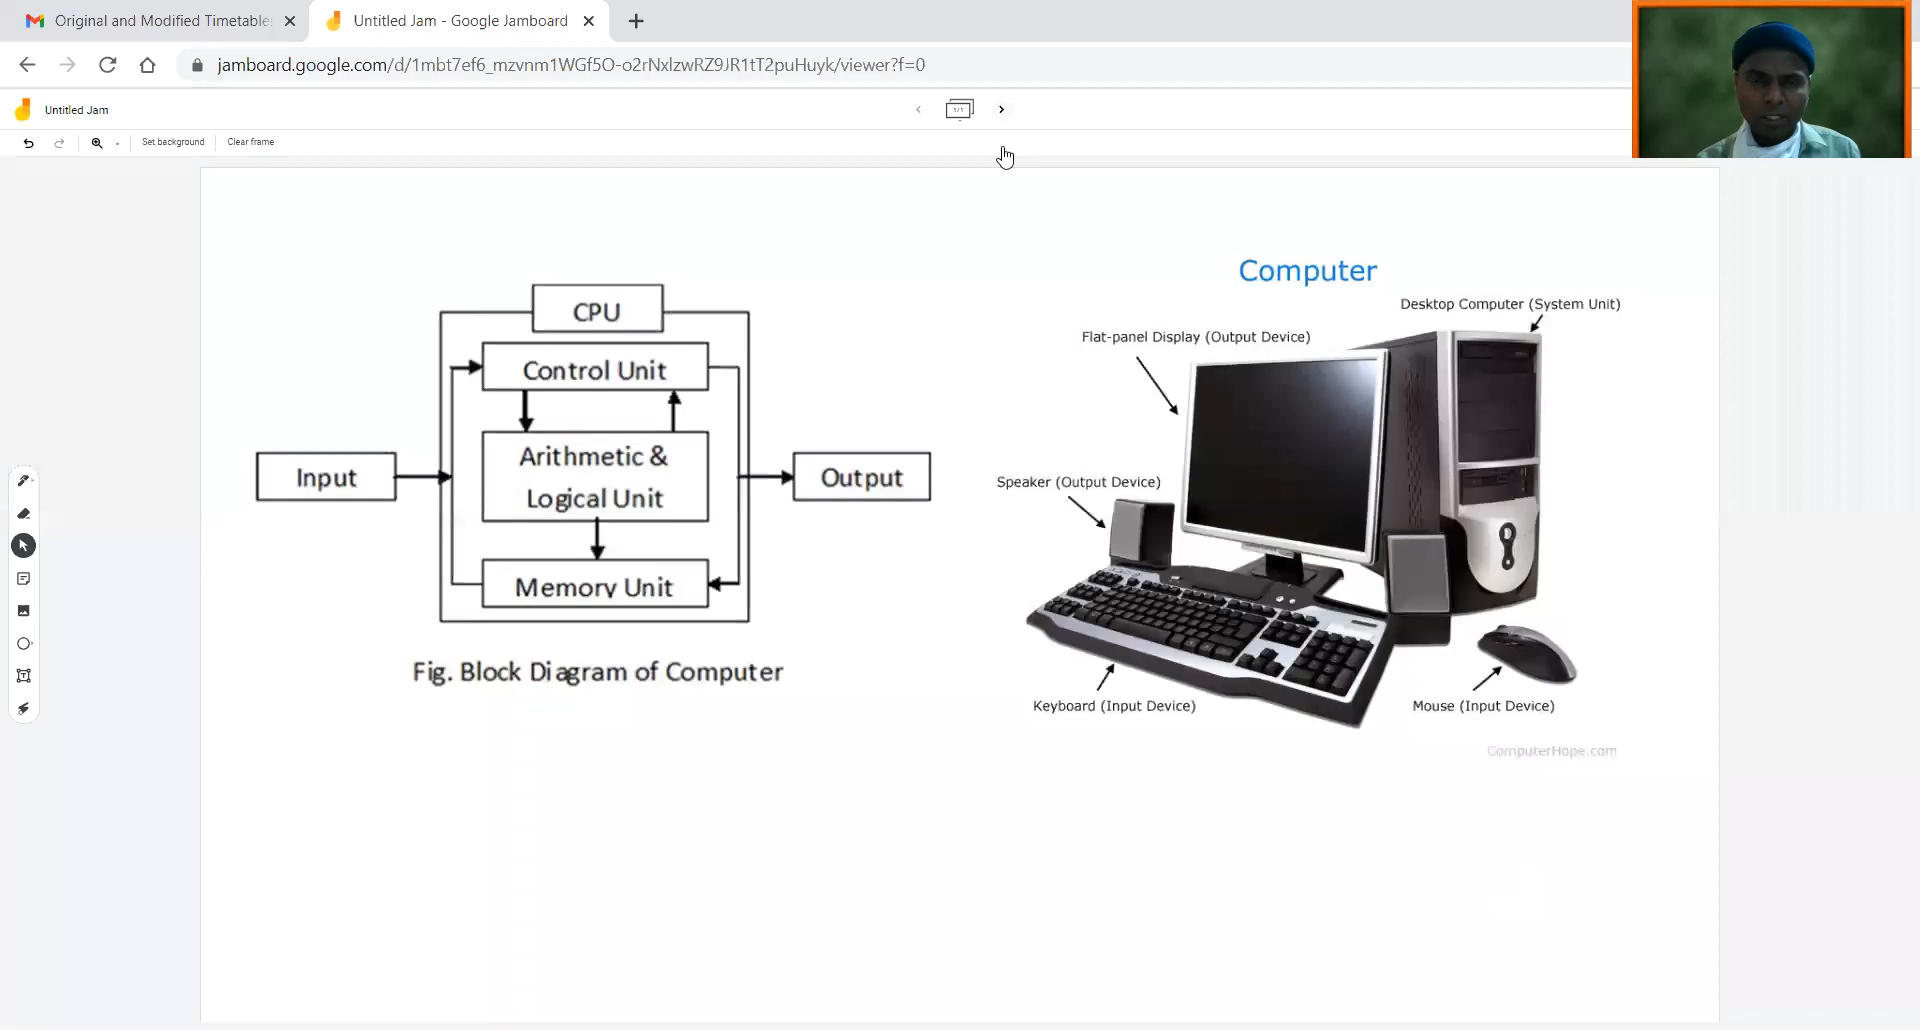 Original and Modified Timetable
Untitled Jam - Google Jamboard
jamboard.google.com/d/1mbt7ef6_mzvnm1WGf5O-o2rNxlzwRZ9JR1tT2puHuyk/viewer?f=0
Untitled Jam
1/1
Set background
Clear frame
CPU
Control Unit
Arithmetic &
Logical Unit
Memory Unit
Input
Output
Fig. Block Diagram of Computer
Computer
Desktop Computer (System Unit)
Flat-panel Display (Output Device)
Speaker (Output Device)
Keyboard (Input Device)
Mouse (Input Device)
ComputerHope.com